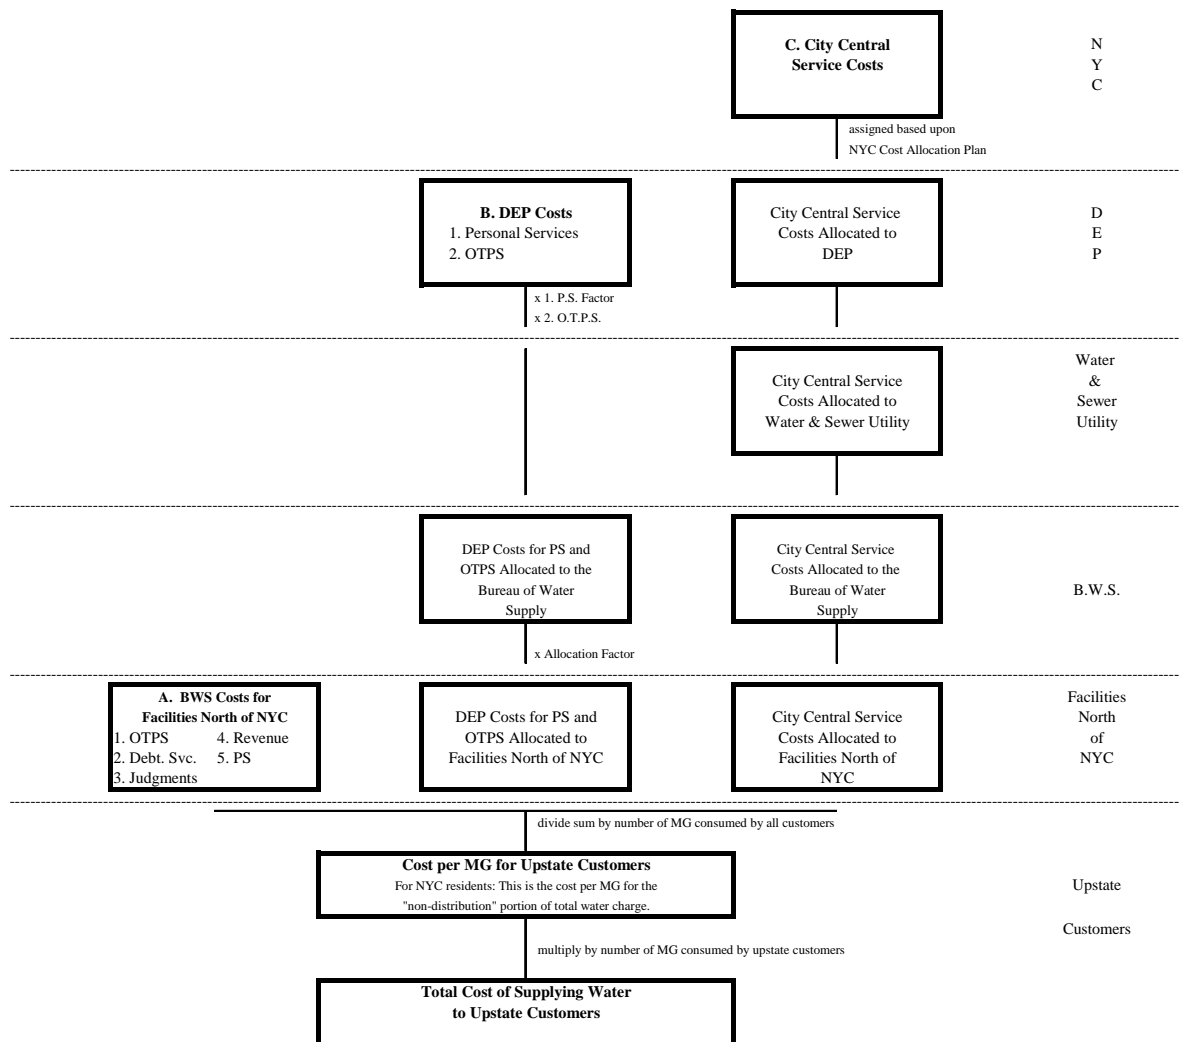 C. City Central
Service Costs
N
Y
C
assigned based upon
NYC Cost Allocation Plan
B. DEP Costs
1. Personal Services
2. OTPS
City Central Service
Costs Allocated to
DEP
D
E
P
x 1. P.S. Factor
x 2. O.T.P.S.
City Central Service
Costs Allocated to
Water & Sewer Utility
Water
&
Sewer
Utility
DEP Costs for PS and
OTPS Allocated to the
Bureau of Water
Supply
City Central Service
Costs Allocated to the
Bureau of Water
Supply
B.W.S.
x Allocation Factor
A. BWS Costs for
Facilities North of NYC
1. OTPS 4. Revenue
2. Debt. Svc. 5. PS
3. Judgments
DEP Costs for PS and
OTPS Allocated to
Facilities North of NYC
City Central Service
Costs Allocated to
Facilities North of
NYC
Facilities
North
of
NYC
divide sum by number of MG consumed by all customers
Cost per MG for Upstate Customers
For NYC residents: This is the cost per MG for the
"non-distribution" portion of total water charge.
Upstate
Customers
multiply by number of MG consumed by upstate customers
Total Cost of Supplying Water
to Upstate Customers